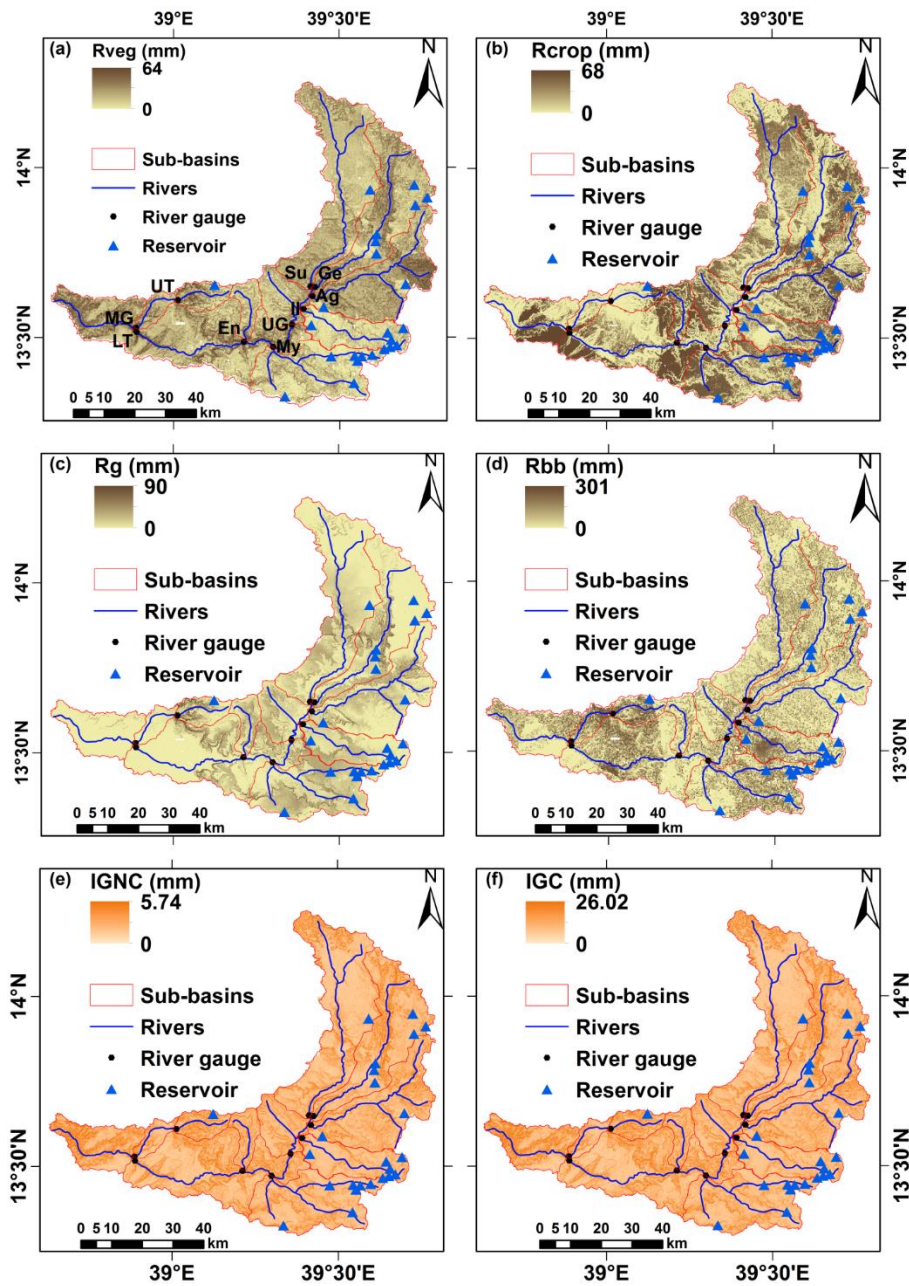 39°E 39°30'E 39°E 39°30'E
(a) Rveg (mm) N
64
0
Sub-basins
Rivers
River gauge
Reservoir
14°N
13°30'N
Su Ge
UT Ag
Il
MG En UG
LT My
0 5 10 20 30 40
km
(b) Rcrop (mm) N
68
0
Sub-basins
Rivers
River gauge
Reservoir
14°N
13°30'N
0 5 10 20 30 40
km
(c) Rg (mm) N
90
0
Sub-basins
Rivers
River gauge
Reservoir
14°N
13°30'N
0 5 10 20 30 40
km
(d) Rbb (mm) N
301
0
Sub-basins
Rivers
River gauge
Reservoir
14°N
13°30'N
0 5 10 20 30 40
km
(e) IGNC (mm) N
5.74
0
Sub-basins
Rivers
River gauge
Reservoir
14°N
13°30'N
0 5 10 20 30 40
km
(f) IGC (mm) N
26.02
0
Sub-basins
Rivers
River gauge
Reservoir
14°N
13°30'N
0 5 10 20 30 40
km
39°E 39°30'E 39°E 39°30'E